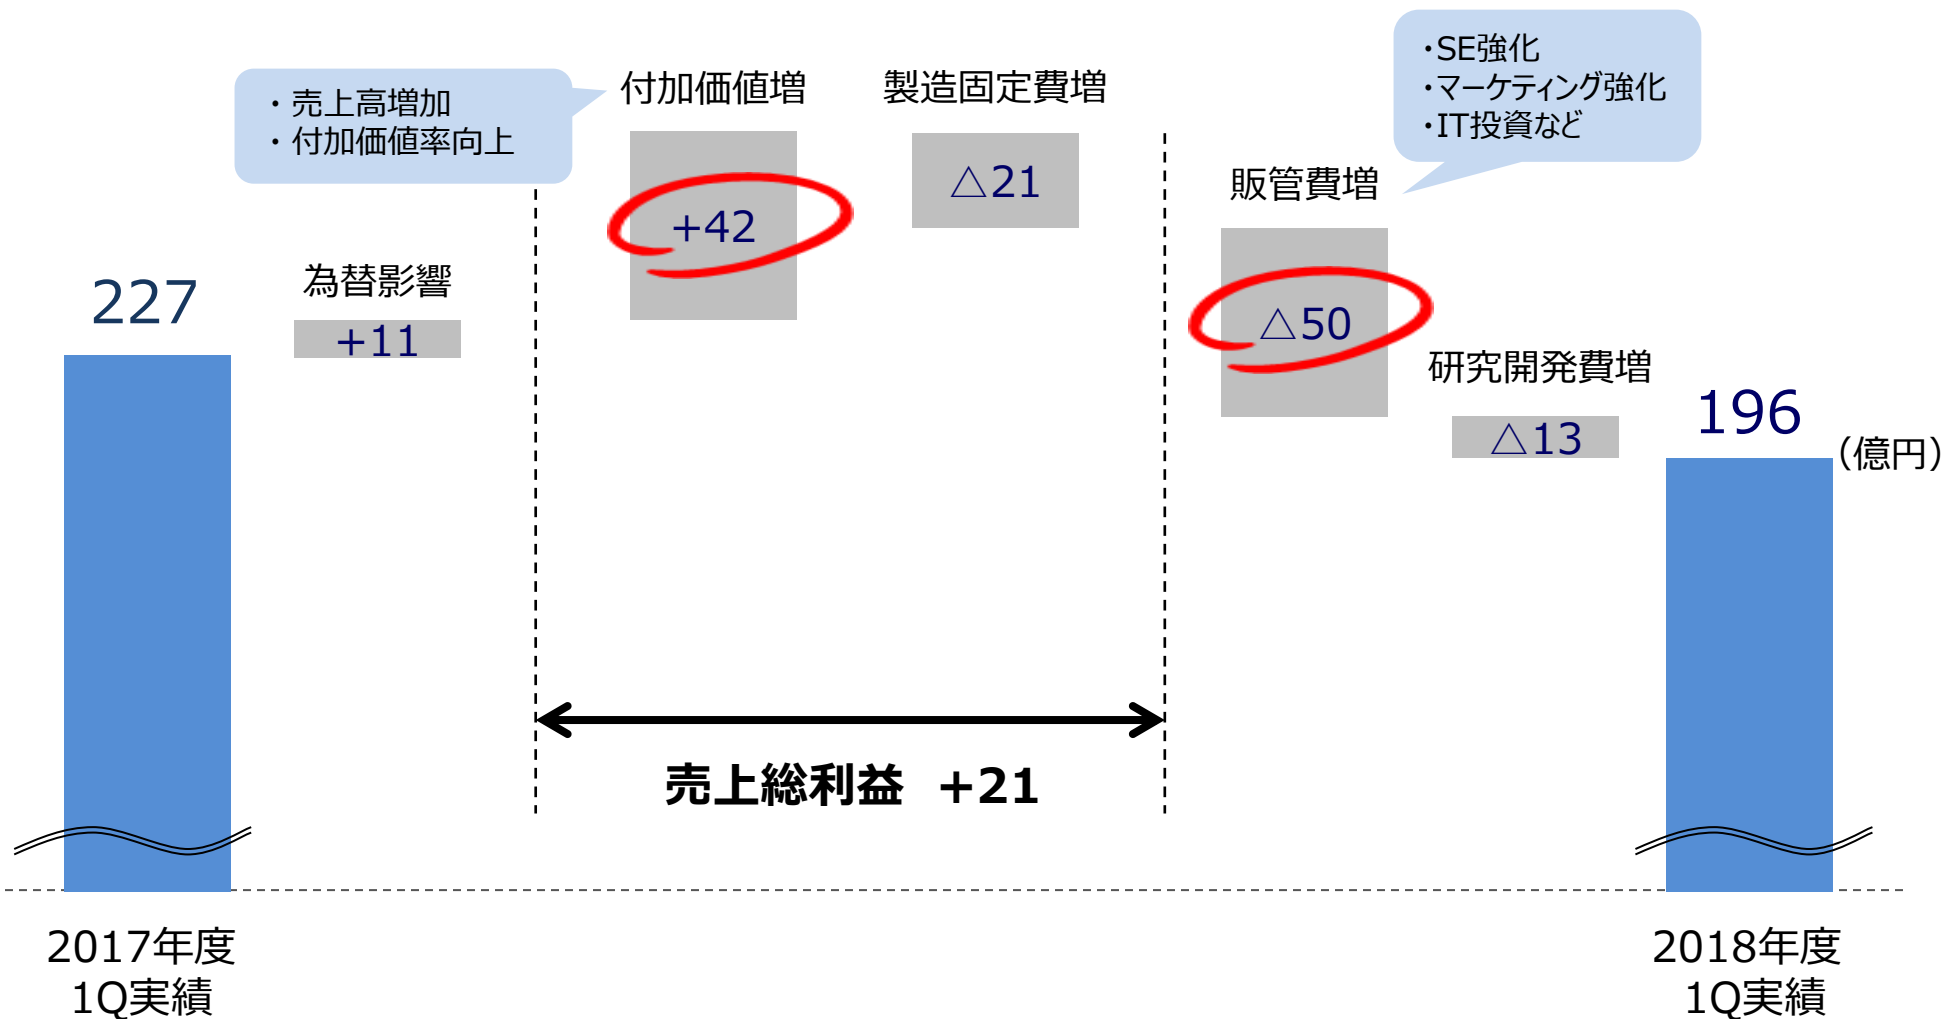 ・SE強化
・マーケティング強化
・IT投資など
・売上高増加
・付加価値率向上
付加価値増
製造固定費増
+42
△21
販管費増
為替影響
227
+11
△50
研究開発費増
196
△13
(億円)
売上総利益 +21
2017年度
1Q実績
2018年度
1Q実績